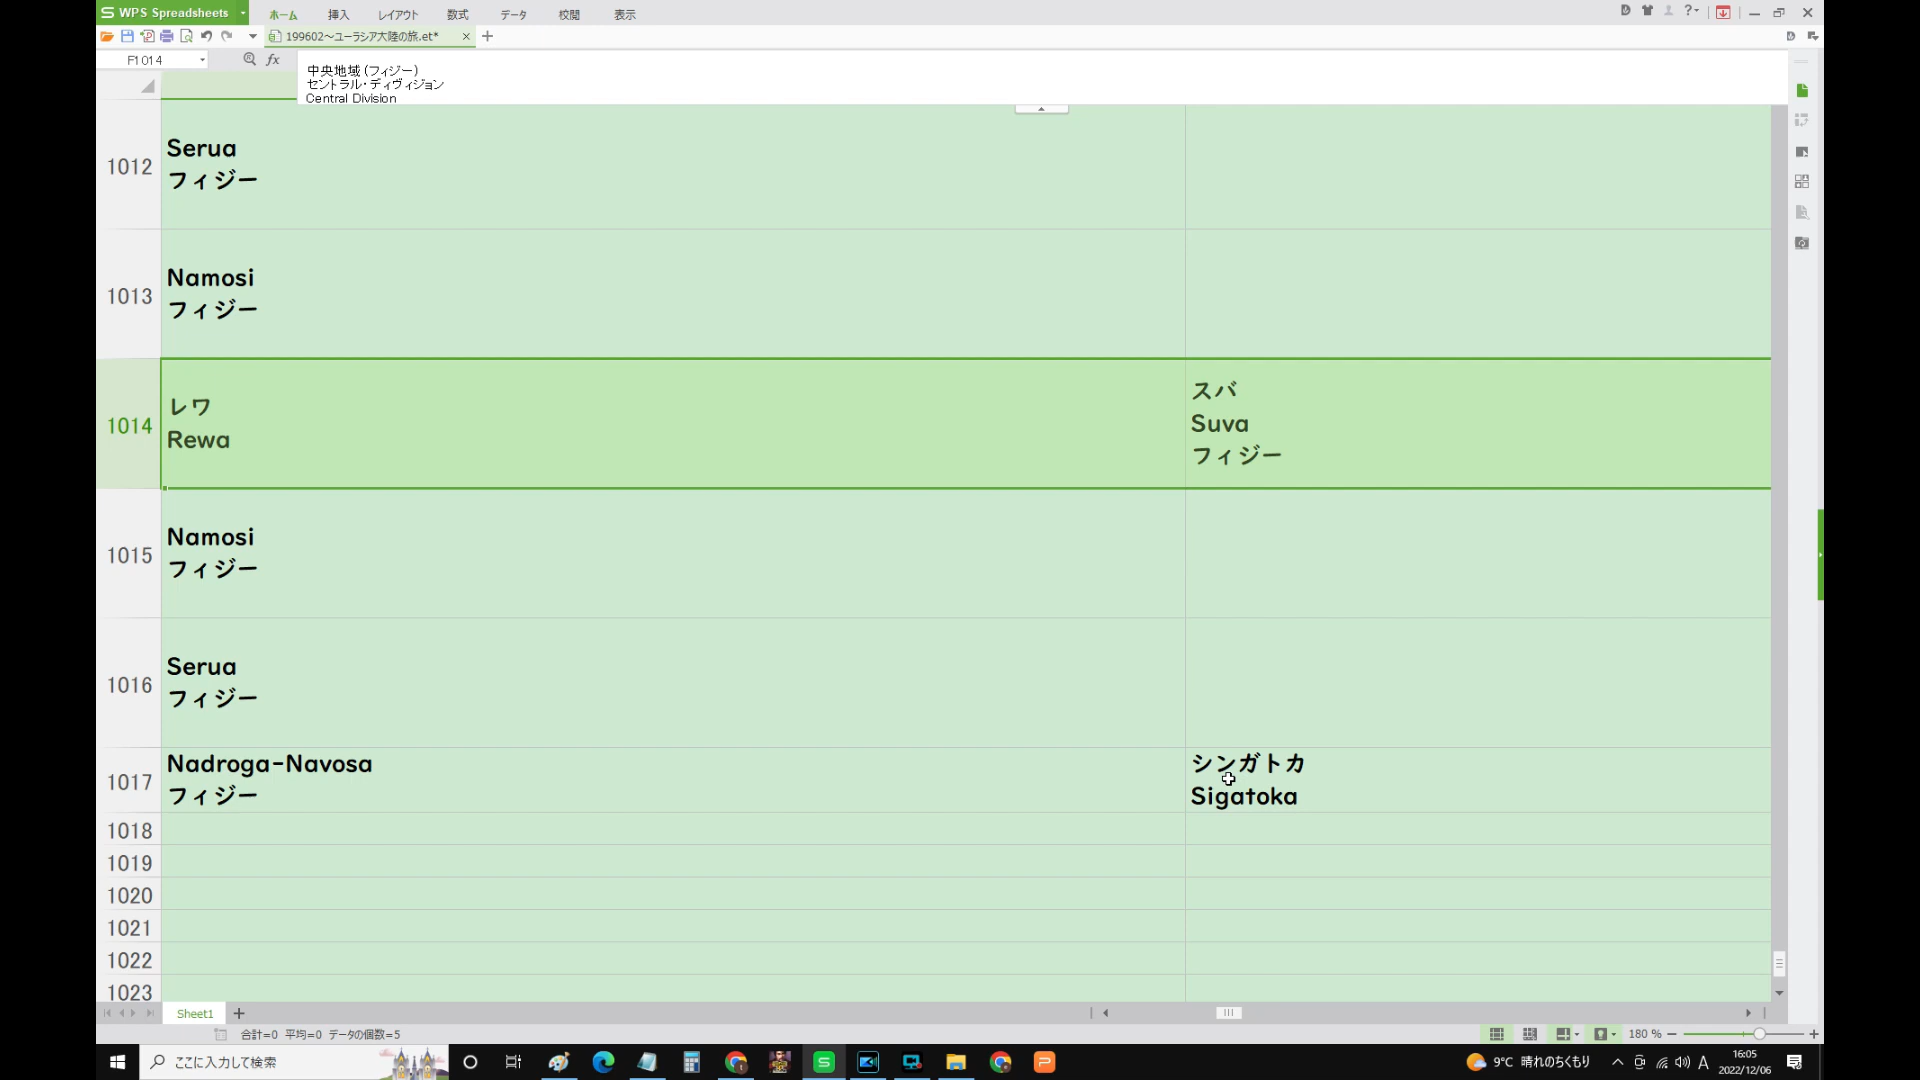 WPS Spreadsheets
ホーム 挿入 レイアウト 数式 データ 校閲 表示
199602～ユーラシア大陸の旅.et*
F1014
fx
中央地域 (フィジー)
セントラル・ディヴィジョン
Central Division
1012
Serua
フィジー
1013
Namosi
フィジー
1014
レワ
Rewa
スバ
Suva
フィジー
1015
Namosi
フィジー
1016
Serua
フィジー
1017
Nadroga-Navosa
フィジー
シンガトカ
Sigatoka
1018
1019
1020
1021
1022
1023
Sheet1
合計=0 平均=0 データの個数=5
180 %
ここに入力して検索
9°C 晴れのちくもり
A
16:05
2022/12/06